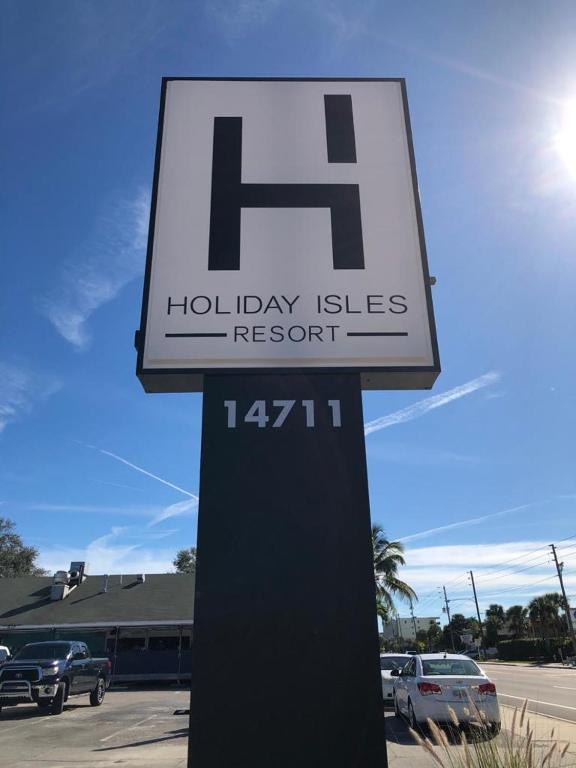 H
HOLIDAY ISLES
RESORT
14711